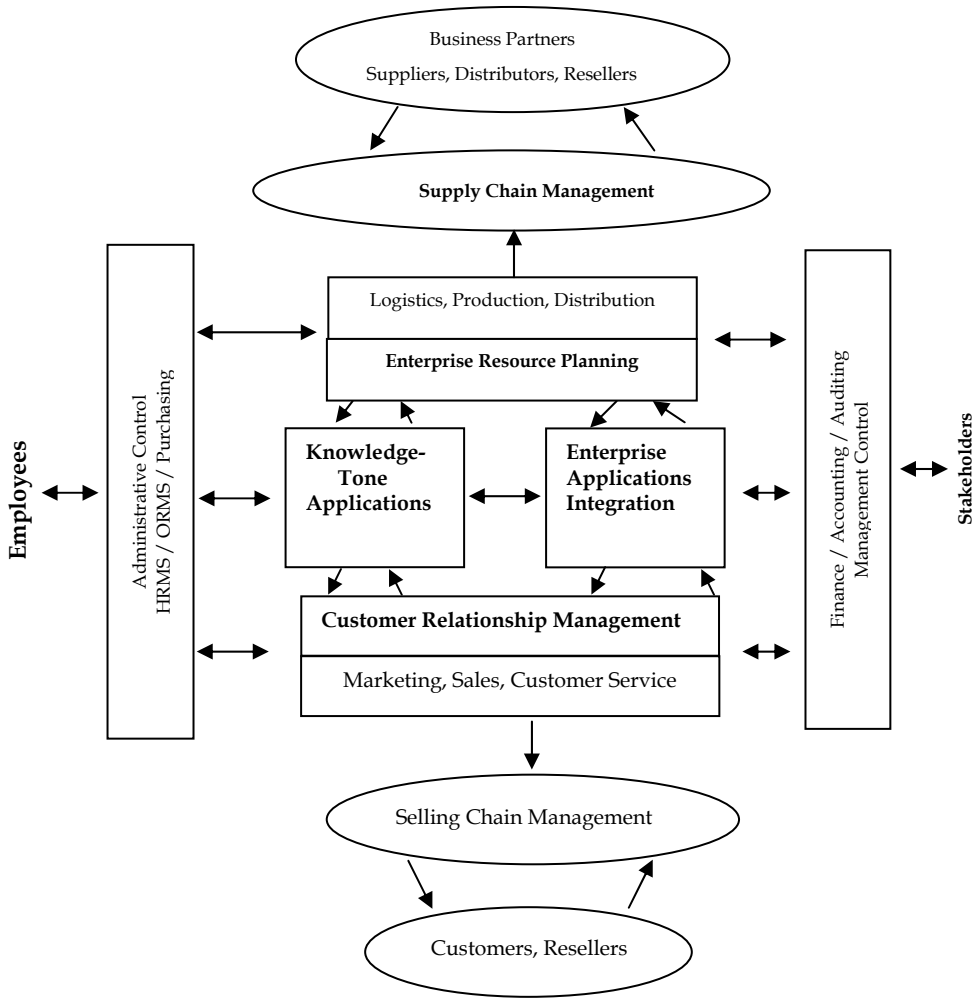 Business Partners
Suppliers, Distributors, Resellers
Supply Chain Management
Logistics, Production, Distribution
Enterprise Resource Planning
Employees
Administrative Control
HRMS / ORMS / Purchasing
Knowledge-
Tone
Applications
Enterprise
Applications
Integration
Finance / Accounting / Auditing
Management Control
Stakeholders
Customer Relationship Management
Marketing, Sales, Customer Service
Selling Chain Management
Customers, Resellers